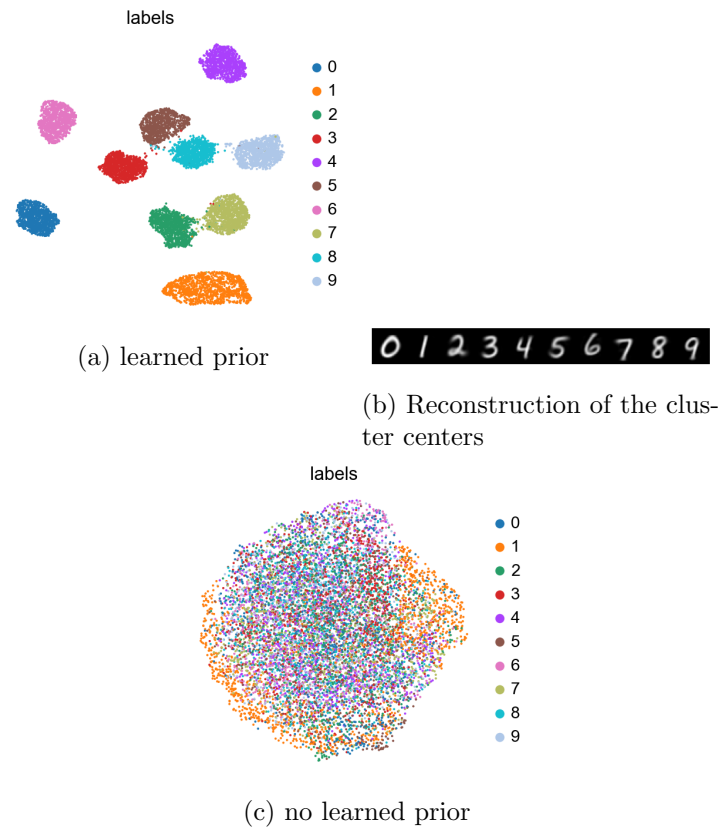 labels
0
1
2
3
4
5
6
7
8
9
(a) learned prior
0 1 2 3 4 5 6 7 8 9
(b) Reconstruction of the clus-
ter centers
labels
0
1
2
3
4
5
6
7
8
9
(c) no learned prior